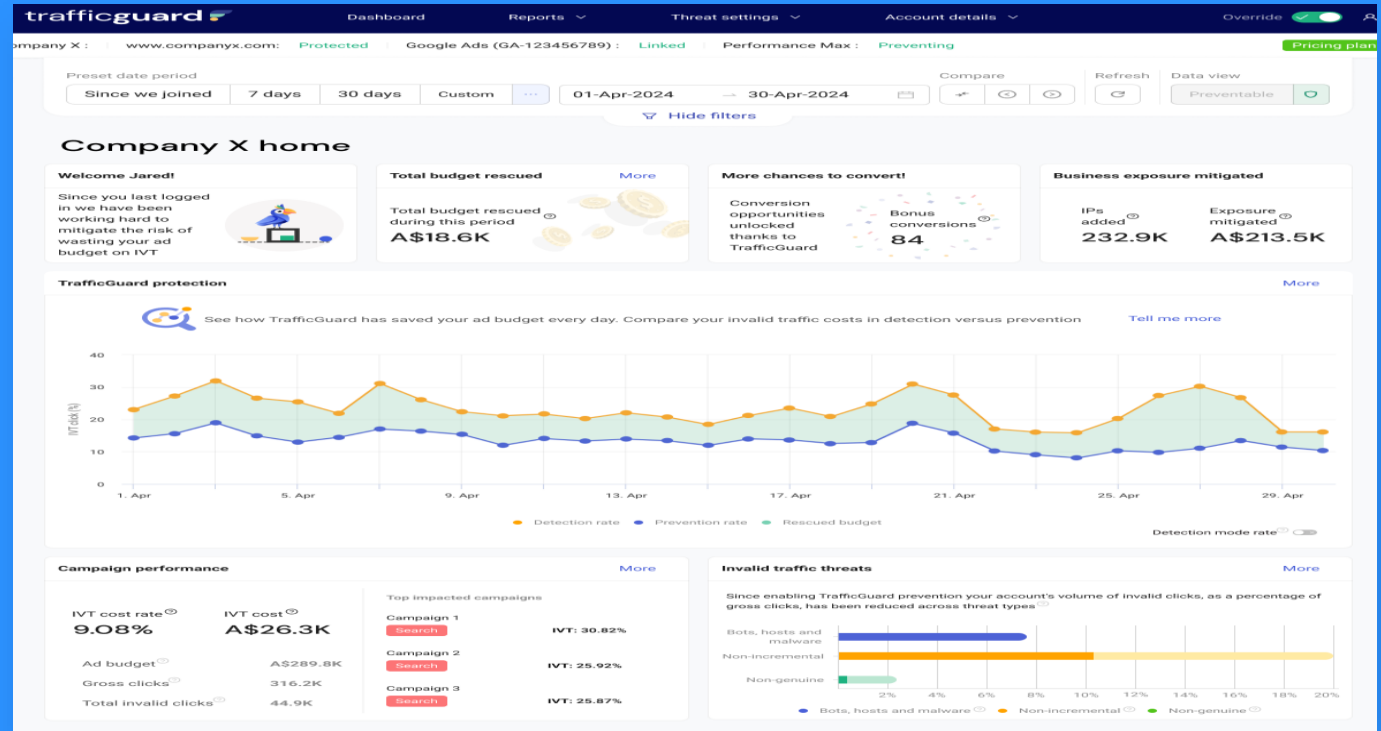 trafficguard
Dashboard Reports Threat settings Account details Override
ompany X : www.companyx.com: Protected Google Ads (GA-123456789) : Linked Performance Max : Preventing Pricing plan
Preset date period Compare Refresh Data view
Since we joined 7 days 30 days Custom ... 01-Apr-2024 → 30-Apr-2024 Preventable
Hide filters
Company X home
Welcome Jared!
Since you last logged
in we have been
working hard to
mitigate the risk of
wasting your ad
budget on IVT
Total budget rescued More
Total budget rescued
during this period
A$18.6K
More chances to convert!
Conversion
opportunities
unlocked
thanks to
TrafficGuard
Bonus
conversions
84
Business exposure mitigated
IPs
added
232.9K
Exposure
mitigated
A$213.5K
TrafficGuard protection More
See how TrafficGuard has saved your ad budget every day. Compare your invalid traffic costs in detection versus prevention Tell me more
IVT click (%)
40
30
20
10
0
1. Apr 5. Apr 9. Apr 13. Apr 17. Apr 21. Apr 25. Apr 29. Apr
Detection rate Prevention rate Rescued budget
Detection mode rate
Campaign performance More
IVT cost rate IVT cost
9.08% A$26.3K
Ad budget A$289.8K
Gross clicks 316.2K
Total invalid clicks 44.9K
Top impacted campaigns
Campaign 1
Search IVT: 30.82%
Campaign 2
Search IVT: 25.92%
Campaign 3
Search IVT: 25.87%
Invalid traffic threats More
Since enabling TrafficGuard prevention your account's volume of invalid clicks, as a percentage of
gross clicks, has been reduced across threat types
Bots, hosts and
malware
Non-incremental
Non-genuine
2% 4% 6% 8% 10% 12% 14% 16% 18% 20%
Bots, hosts and malware Non-incremental Non-genuine